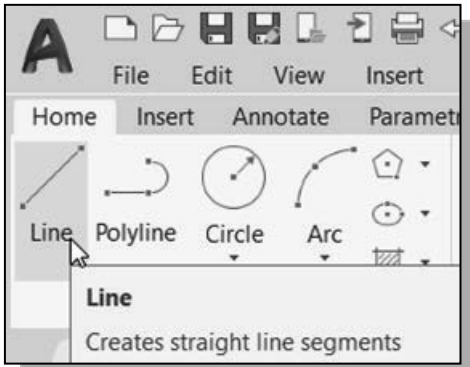 A
File Edit View Insert
Home Insert Annotate Parametr
Line Polyline Circle Arc
Line
Creates straight line segments